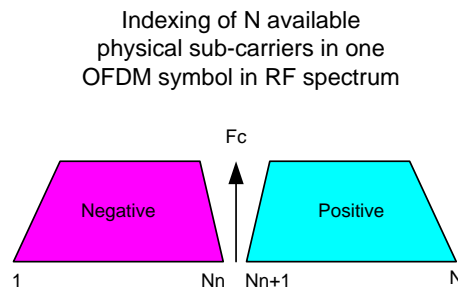 Indexing of N available
physical sub-carriers in one
OFDM symbol in RF spectrum
Fc
Negative
Positive
1
Nn
Nn+1
N